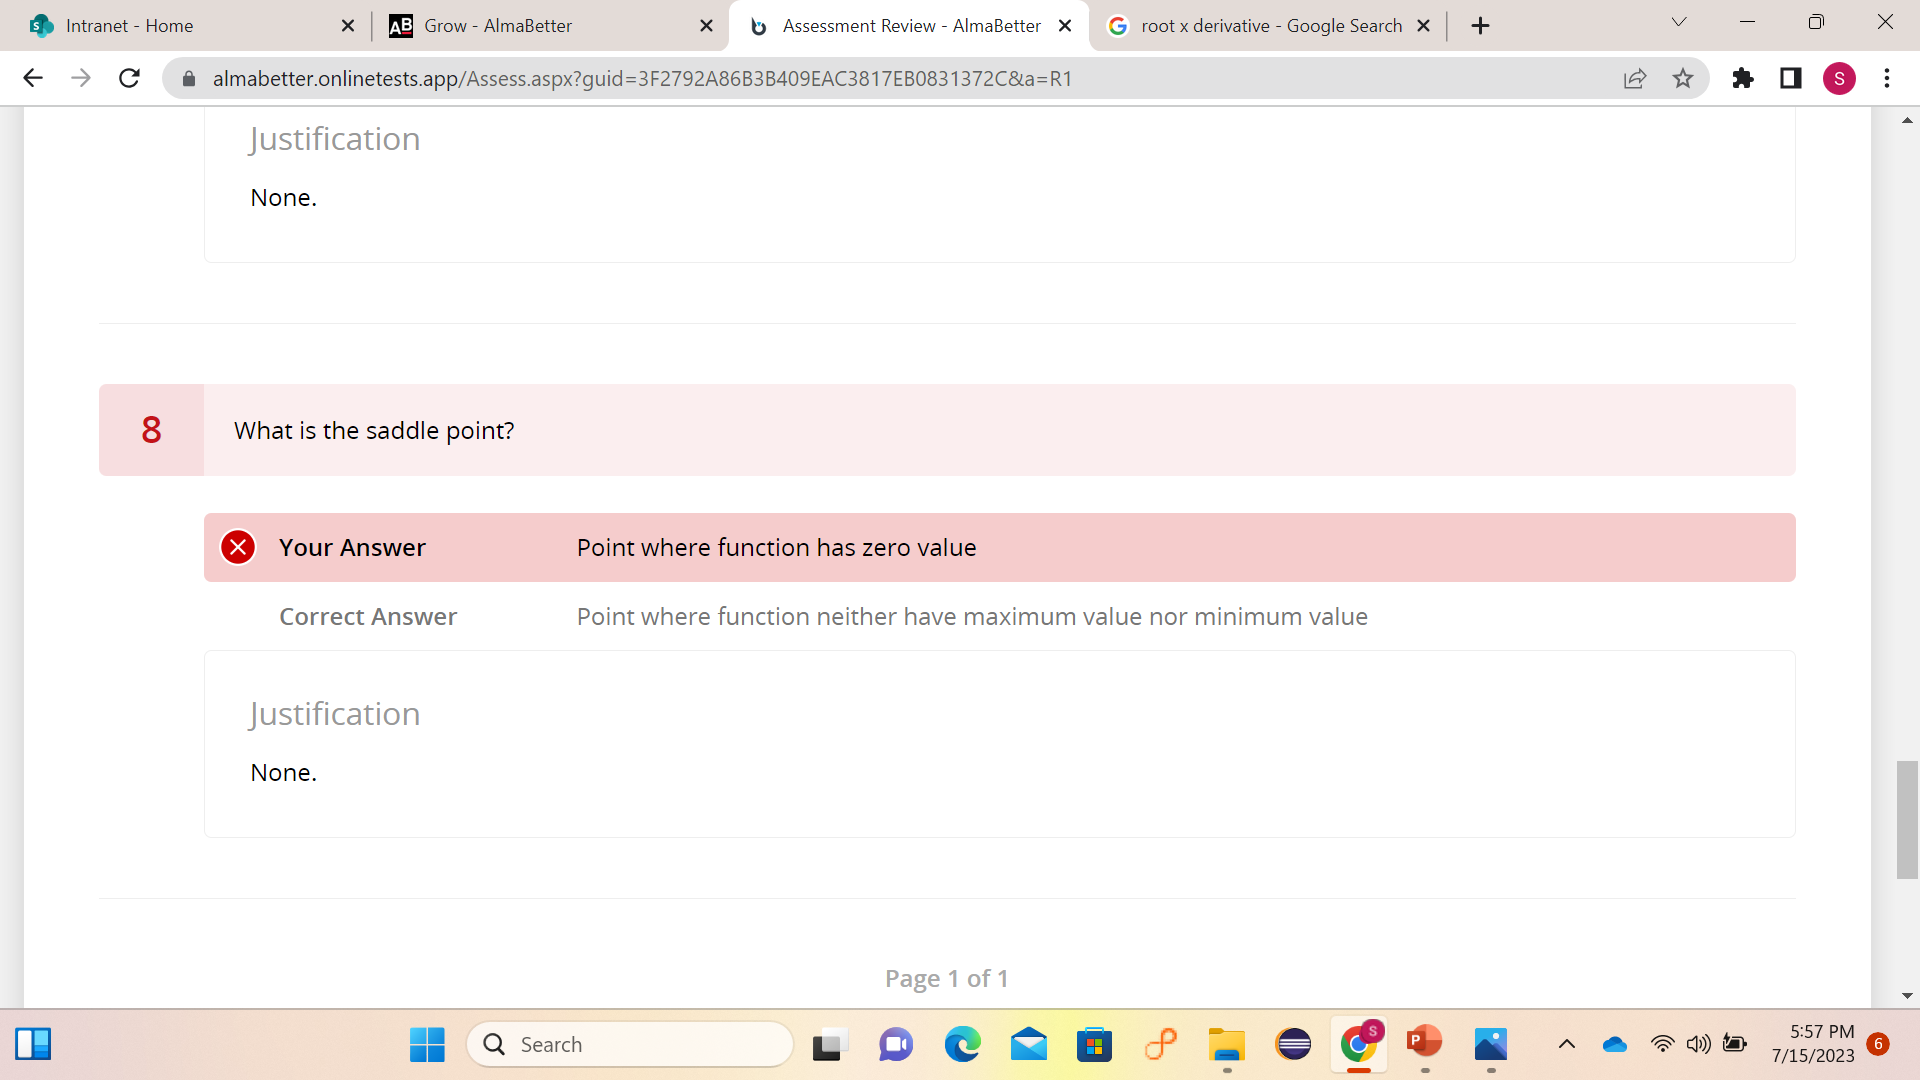 Intranet - Home
AB Grow - AlmaBetter
Assessment Review - AlmaBetter
root x derivative - Google Search
almabetter.onlinetests.app/Assess.aspx?guid=3F2792A86B3B409EAC3817EB0831372C&a=R1
S
Justification
None.
8 What is the saddle point?
Your Answer Point where function has zero value
Correct Answer Point where function neither have maximum value nor minimum value
Justification
None.
Page 1 of 1
Search
S
P
5:57 PM
7/15/2023
6